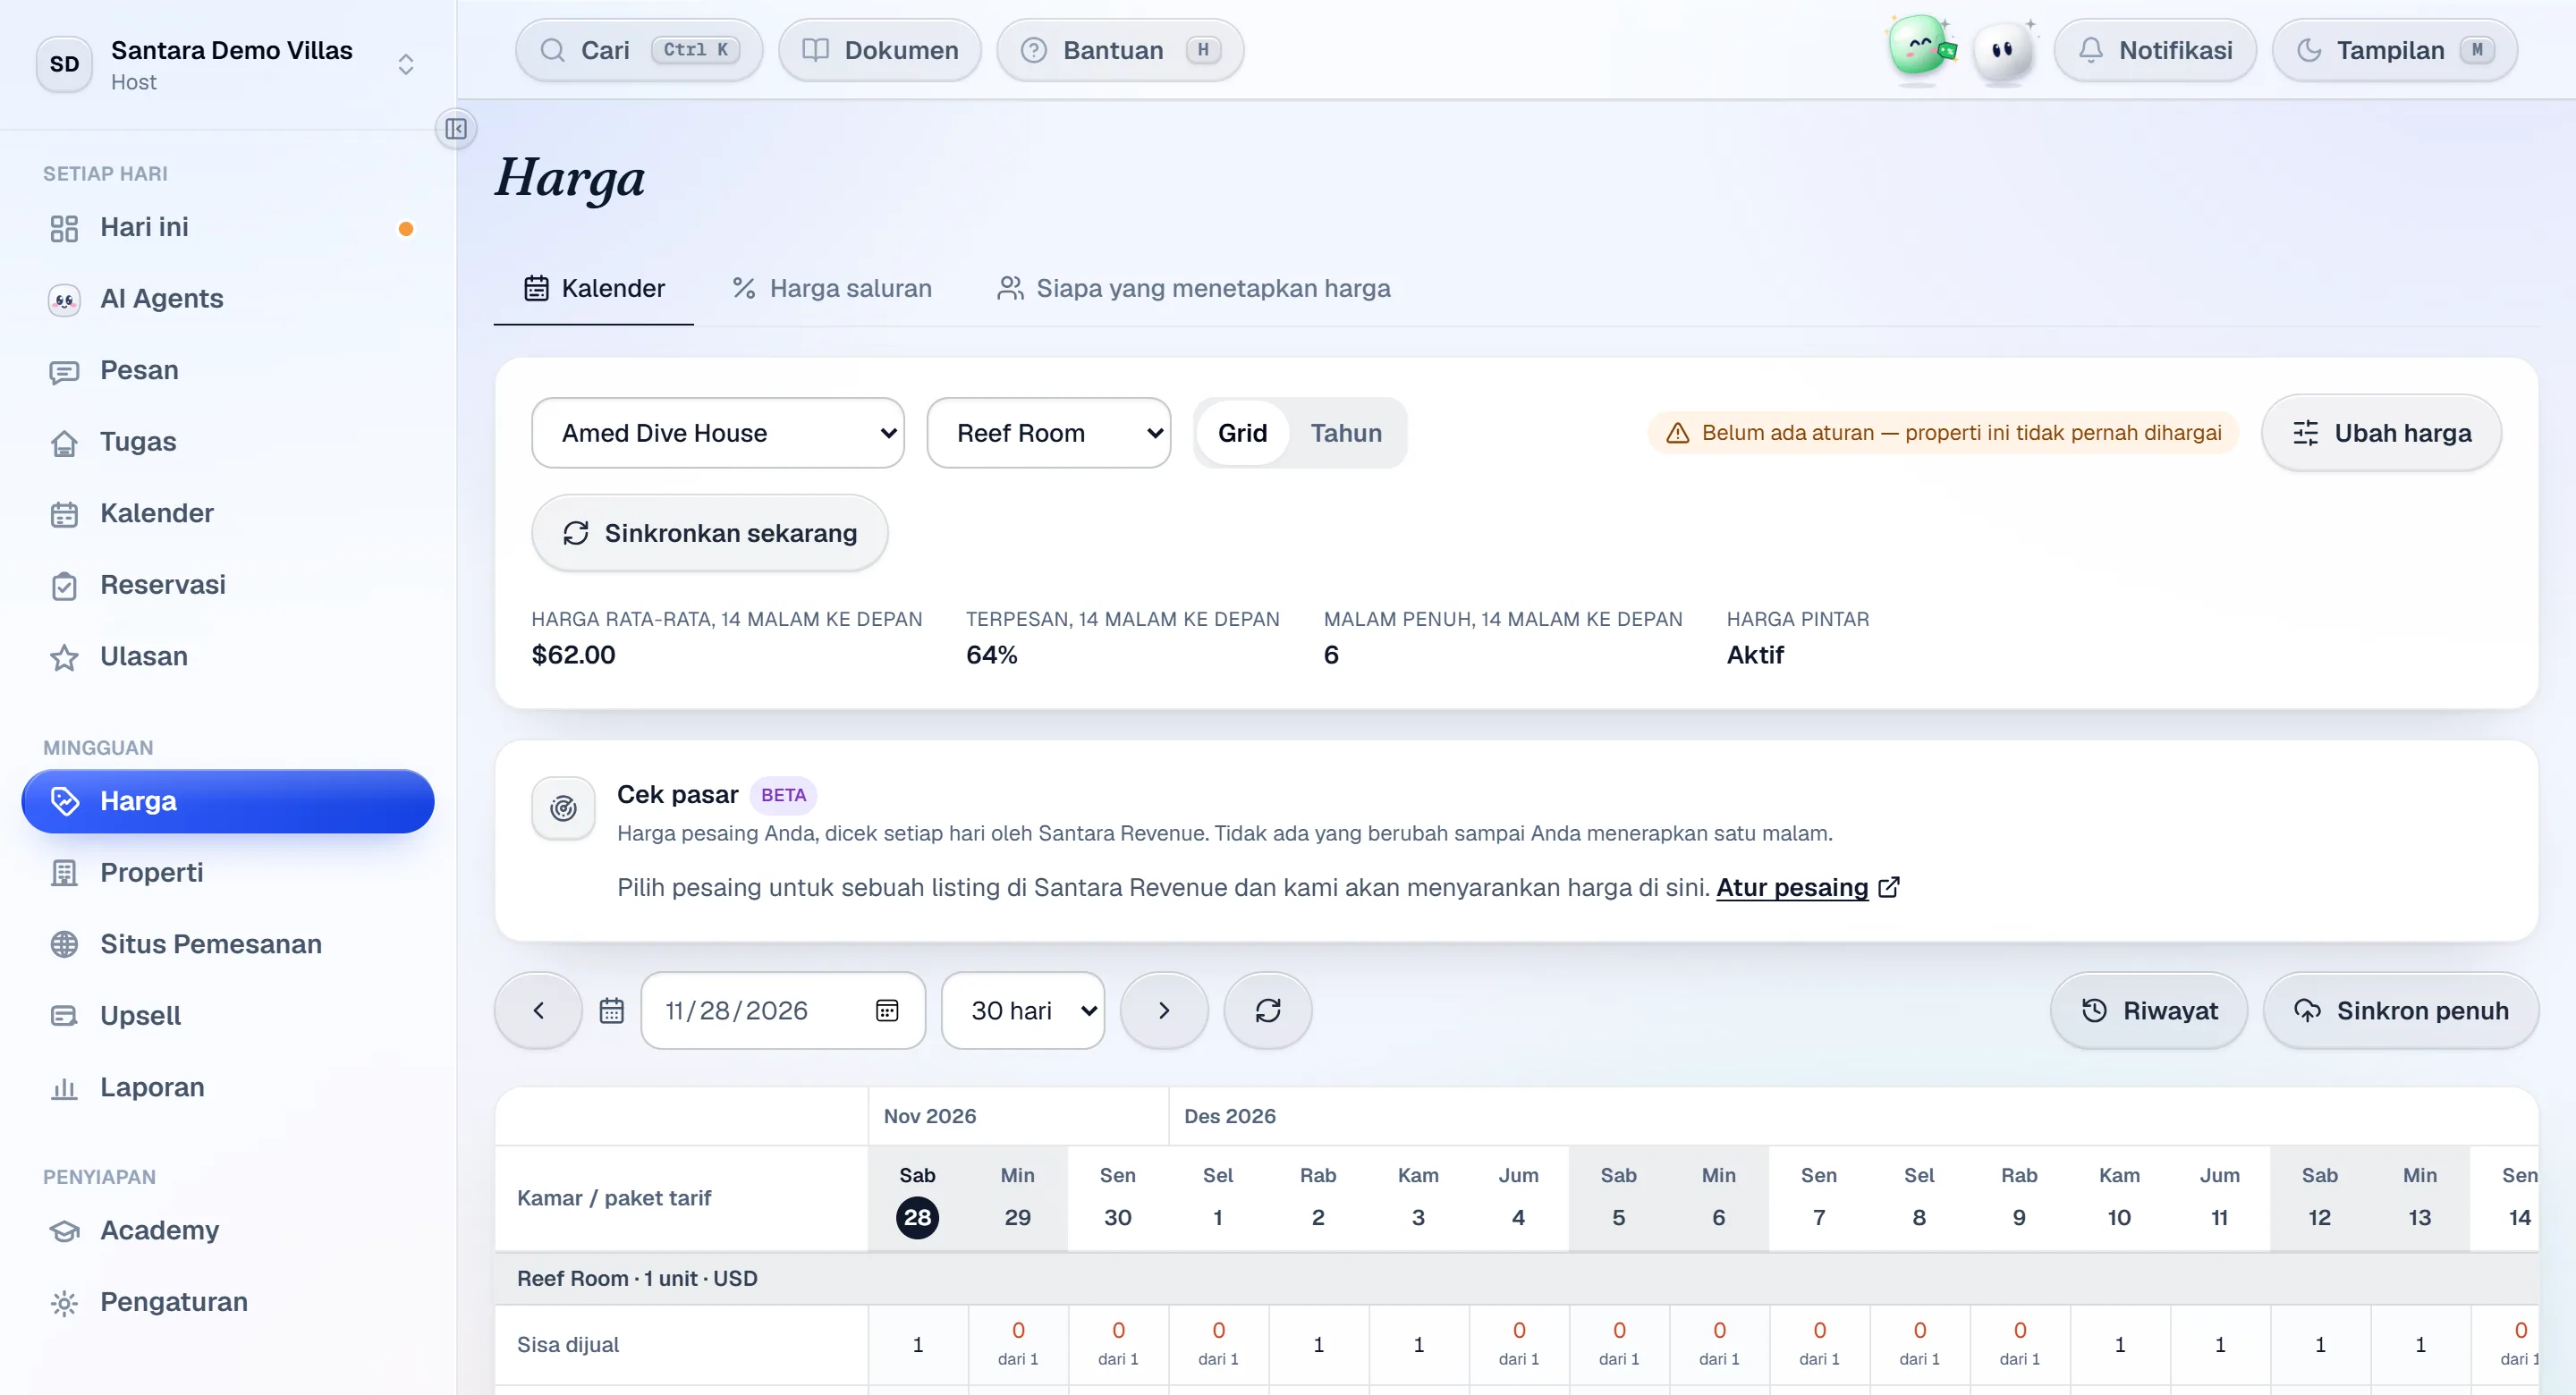 SD
Santara Demo Villas
Host
Cari Ctrl K
Dokumen
Bantuan H
Notifikasi
Tampilan M
SETIAP HARI
Hari ini
AI Agents
Pesan
Tugas
Kalender
Reservasi
Ulasan
MINGGUAN
Harga
Properti
Situs Pemesanan
Upsell
Laporan
PENYIAPAN
Academy
Pengaturan
Harga
Kalender
Harga saluran
Siapa yang menetapkan harga
Amed Dive House
Reef Room
Grid
Tahun
Belum ada aturan — properti ini tidak pernah dihargai
Ubah harga
Sinkronkan sekarang
HARGA RATA-RATA, 14 MALAM KE DEPAN
$62.00
TERPESAN, 14 MALAM KE DEPAN
64%
MALAM PENUH, 14 MALAM KE DEPAN
6
HARGA PINTAR
Aktif
Cek pasar BETA
Harga pesaing Anda, dicek setiap hari oleh Santara Revenue. Tidak ada yang berubah sampai Anda menerapkan satu malam.
Pilih pesaing untuk sebuah listing di Santara Revenue dan kami akan menyarankan harga di sini. Atur pesaing
11/28/2026
30 hari
Riwayat
Sinkron penuh
Nov 2026 Des 2026
Kamar / paket tarif
Sab Min Sen Sel Rab Kam Jum Sab Min Sen Sel Rab Kam Jum Sab Min Sen
28 29 30 1 2 3 4 5 6 7 8 9 10 11 12 13 14
Reef Room · 1 unit · USD
Sisa dijual
1 0 0 0 1 1 0 0 0 0 0 0 1 1 1 1 0
dari 1 dari 1 dari 1 dari 1 dari 1 dari 1 dari 1 dari 1 dari 1 dari 1